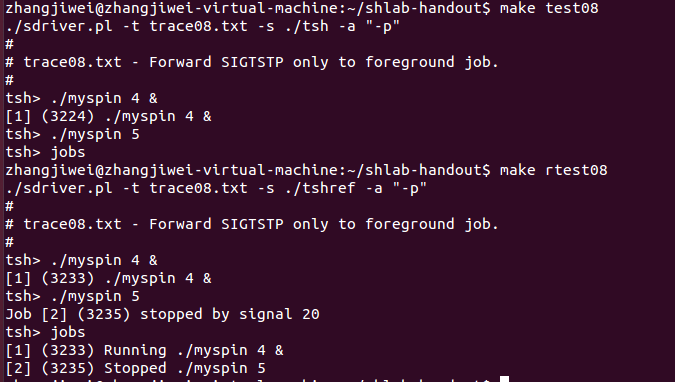 zhangjiwei@zhangjiwei-virtual-machine:~/shlab-handout$ make test08
./sdriver.pl -t trace08.txt -s ./tsh -a "-p"
#
# trace08.txt - Forward SIGTSTP only to foreground job.
#
tsh> ./myspin 4 &
[1] (3224) ./myspin 4 &
tsh> ./myspin 5
tsh> jobs
zhangjiwei@zhangjiwei-virtual-machine:~/shlab-handout$ make rtest08
./sdriver.pl -t trace08.txt -s ./tshref -a "-p"
#
# trace08.txt - Forward SIGTSTP only to foreground job.
#
tsh> ./myspin 4 &
[1] (3233) ./myspin 4 &
tsh> ./myspin 5
Job [2] (3235) stopped by signal 20
tsh> jobs
[1] (3233) Running ./myspin 4 &
[2] (3235) Stopped ./myspin 5